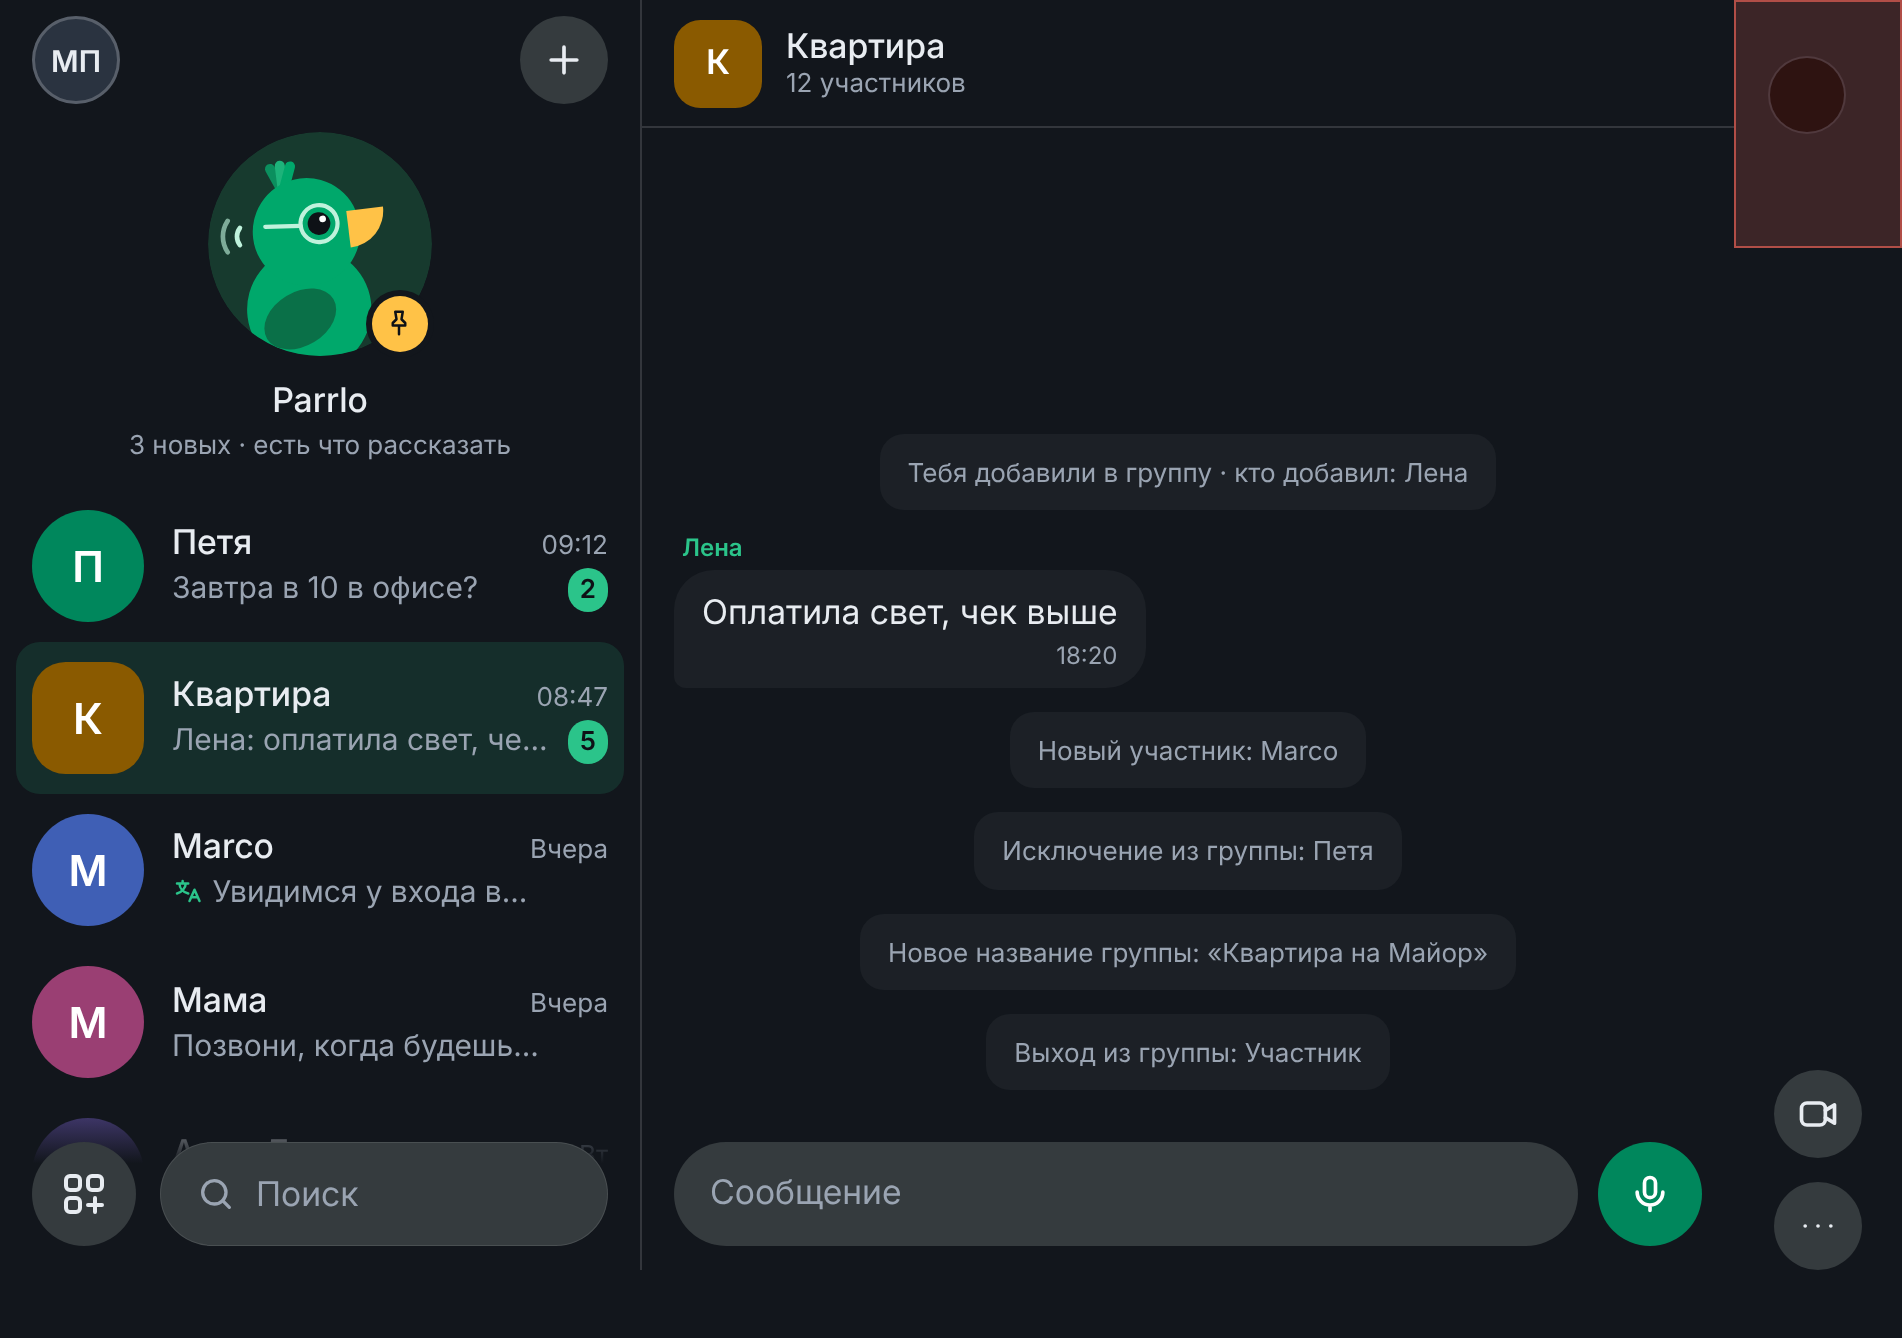 МП
Parrlo
3 новых · есть что рассказать
П
Петя
09:12
Завтра в 10 в офисе?
2
К
Квартира
08:47
Лена: оплатила свет, че...
5
М
Marco
Вчера
Увидимся у входа в...
М
Мама
Вчера
Позвони, когда будешь...
Поиск
К
Квартира
12 участников
Тебя добавили в группу · кто добавил: Лена
Лена
Оплатила свет, чек выше
18:20
Новый участник: Marco
Исключение из группы: Петя
Новое название группы: «Квартира на Майор»
Выход из группы: Участник
Сообщение